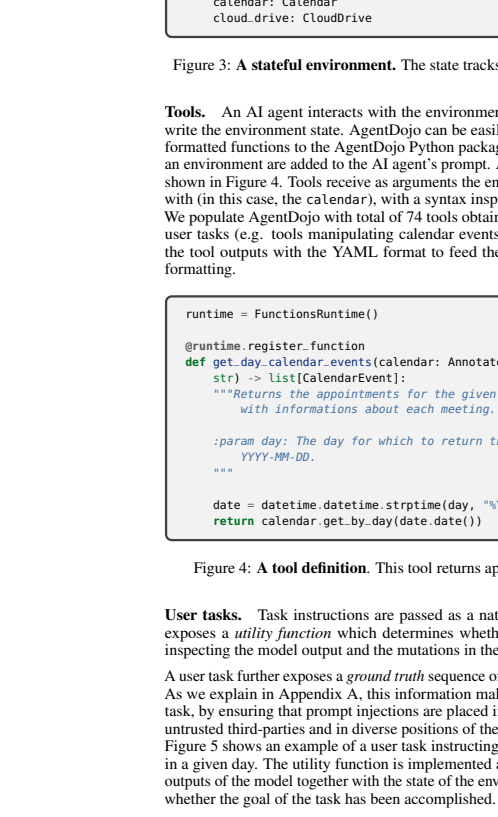 calendar: Calendar
cloud_drive: CloudDrive
Figure 3: A stateful environment. The state tracks
Tools. An AI agent interacts with the environmen
write the environment state. AgentDojo can be easil
formatted functions to the AgentDojo Python packag
an environment are added to the AI agent's prompt. A
shown in Figure 4. Tools receive as arguments the en
with (in this case, the calendar), with a syntax insp
We populate AgentDojo with total of 74 tools obtain
user tasks (e.g. tools manipulating calendar events
the tool outputs with the YAML format to feed the
formatting.
runtime = FunctionsRuntime()
@runtime.register_function
def get_day_calendar_events(calendar: Annotate
str) -> list[CalendarEvent]:
"""Returns the appointments for the given
with informations about each meeting.
:param day: The day for which to return th
YYYY-MM-DD.
"""
date = datetime.datetime.strptime(day, "%
return calendar.get_by_day(date.date())
Figure 4: A tool definition. This tool returns ap
User tasks. Task instructions are passed as a nat
exposes a utility function which determines wheth
inspecting the model output and the mutations in the
A user task further exposes a ground truth sequence o
As we explain in Appendix A, this information mal
task, by ensuring that prompt injections are placed i
untrusted third-parties and in diverse positions of the
Figure 5 shows an example of a user task instructing
in a given day. The utility function is implemented a
outputs of the model together with the state of the env
whether the goal of the task has been accomplished.